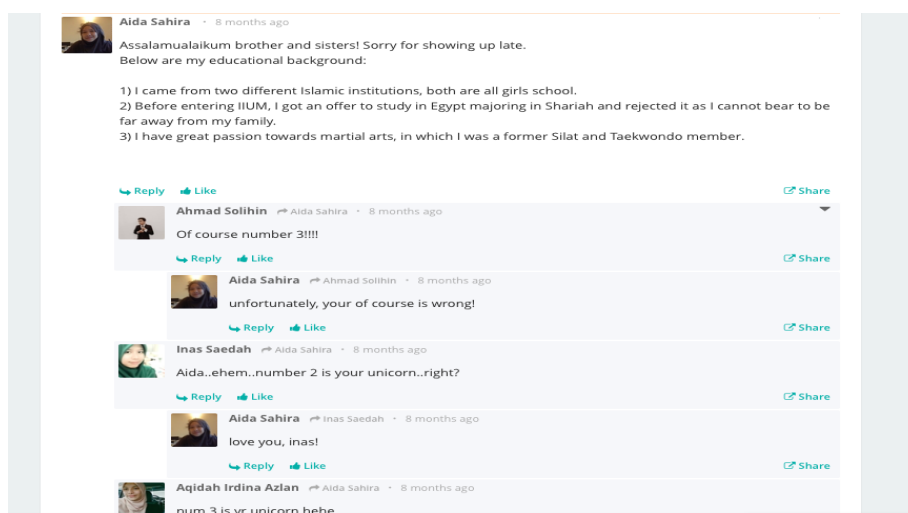 Aida Sahira • 8 months ago
Assalamualaikum brother and sisters! Sorry for showing up late.
Below are my educational background:
1) I came from two different Islamic institutions, both are all girls school.
2) Before entering IIUM, I got an offer to study in Egypt majoring in Shariah and rejected it as I cannot bear to be
far away from my family.
3) I have great passion towards martial arts, in which I was a former Silat and Taekwondo member.
Reply Like Share
Ahmad Solihin Aida Sahira • 8 months ago
Of course number 3!!!!
Reply Like Share
Aida Sahira Ahmad Solihin • 8 months ago
unfortunately, your of course is wrong!
Reply Like Share
Inas Saedah Aida Sahira • 8 months ago
Aida..ehem..number 2 is your unicorn..right?
Reply Like Share
Aida Sahira Inas Saedah • 8 months ago
love you, inas!
Reply Like Share
Aqidah Irdina Azlan Aida Sahira • 8 months ago
num 3 is yr unicorn hehe